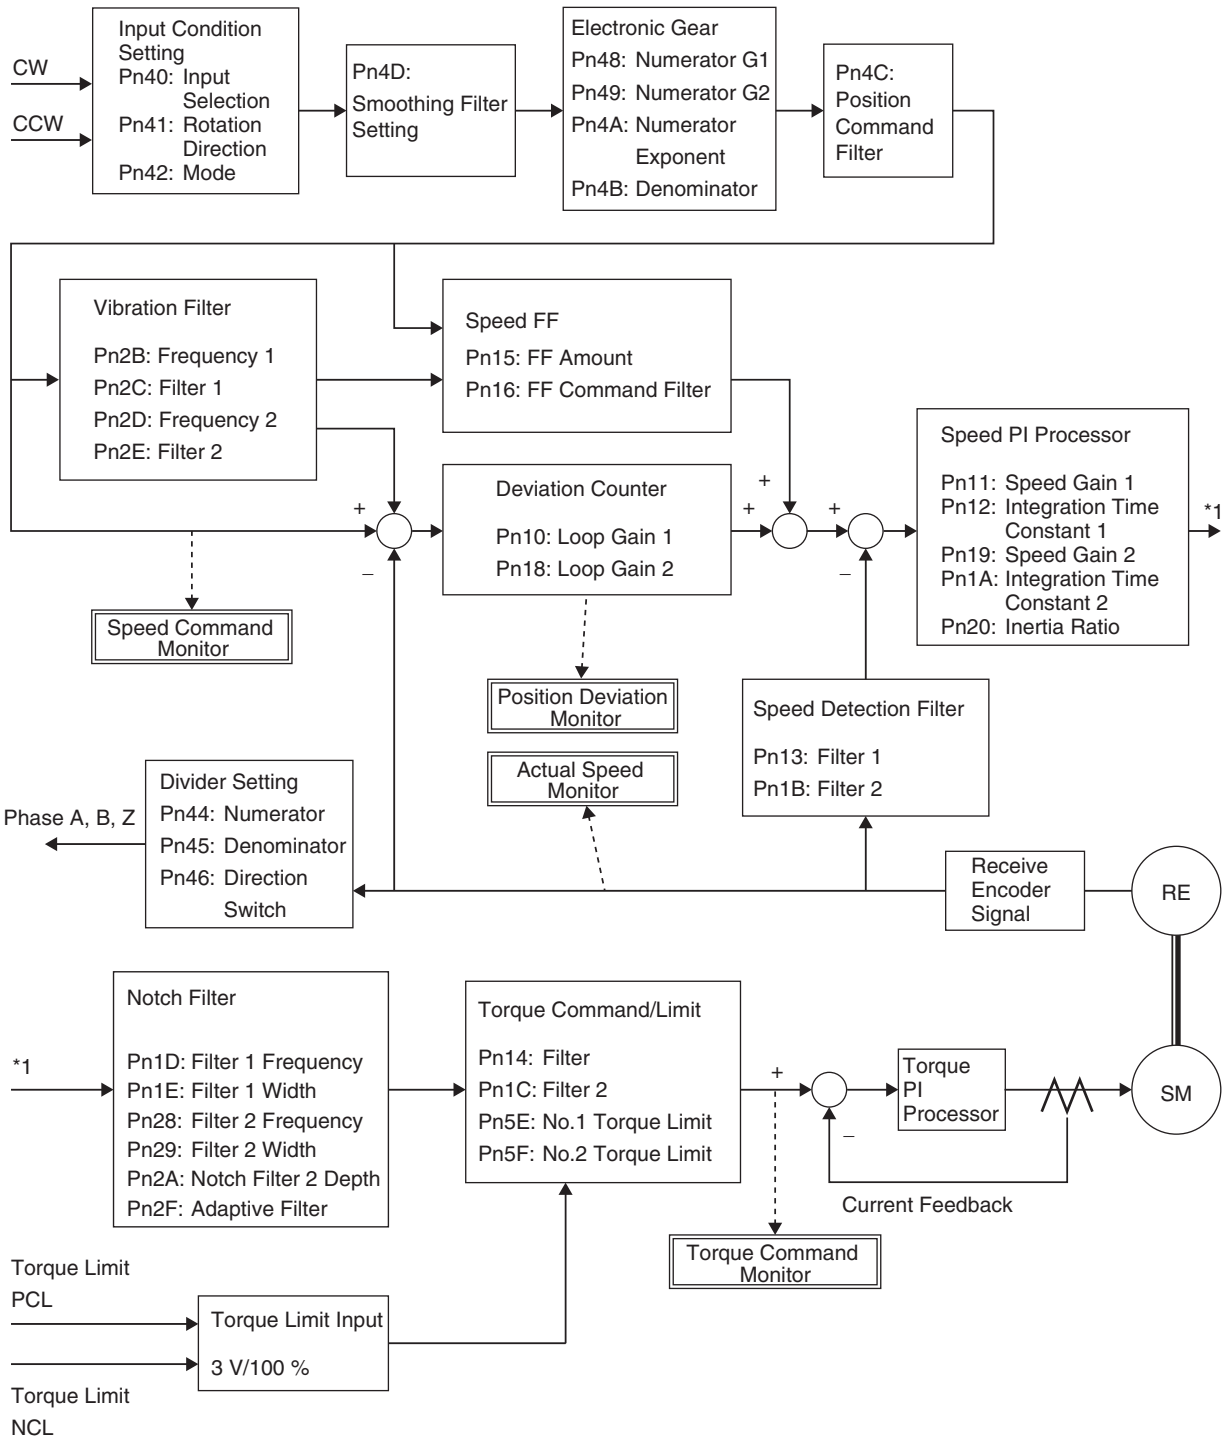 Input Condition
Setting
Pn40: Input
Selection
Pn41: Rotation
Direction
Pn42: Mode
CW
CCW
Pn4D:
Smoothing Filter
Setting
Electronic Gear
Pn48: Numerator G1
Pn49: Numerator G2
Pn4A: Numerator
Exponent
Pn4B: Denominator
Pn4C:
Position
Command
Filter
Vibration Filter
Pn2B: Frequency 1
Pn2C: Filter 1
Pn2D: Frequency 2
Pn2E: Filter 2
Speed FF
Pn15: FF Amount
Pn16: FF Command Filter
+
–
Deviation Counter
Pn10: Loop Gain 1
Pn18: Loop Gain 2
+
+
+
–
Speed PI Processor
Pn11: Speed Gain 1
Pn12: Integration Time
Constant 1
Pn19: Speed Gain 2
Pn1A: Integration Time
Constant 2
Pn20: Inertia Ratio
*1
Speed Command
Monitor
Position Deviation
Monitor
Actual Speed
Monitor
Speed Detection Filter
Pn13: Filter 1
Pn1B: Filter 2
Phase A, B, Z
Divider Setting
Pn44: Numerator
Pn45: Denominator
Pn46: Direction
Switch
Receive
Encoder
Signal
RE
*1
Notch Filter
Pn1D: Filter 1 Frequency
Pn1E: Filter 1 Width
Pn28: Filter 2 Frequency
Pn29: Filter 2 Width
Pn2A: Notch Filter 2 Depth
Pn2F: Adaptive Filter
Torque Command/Limit
Pn14: Filter
Pn1C: Filter 2
Pn5E: No.1 Torque Limit
Pn5F: No.2 Torque Limit
+
–
Torque
PI
Processor
SM
Current Feedback
Torque Command
Monitor
Torque Limit
PCL
Torque Limit Input
3 V/100 %
Torque Limit
NCL